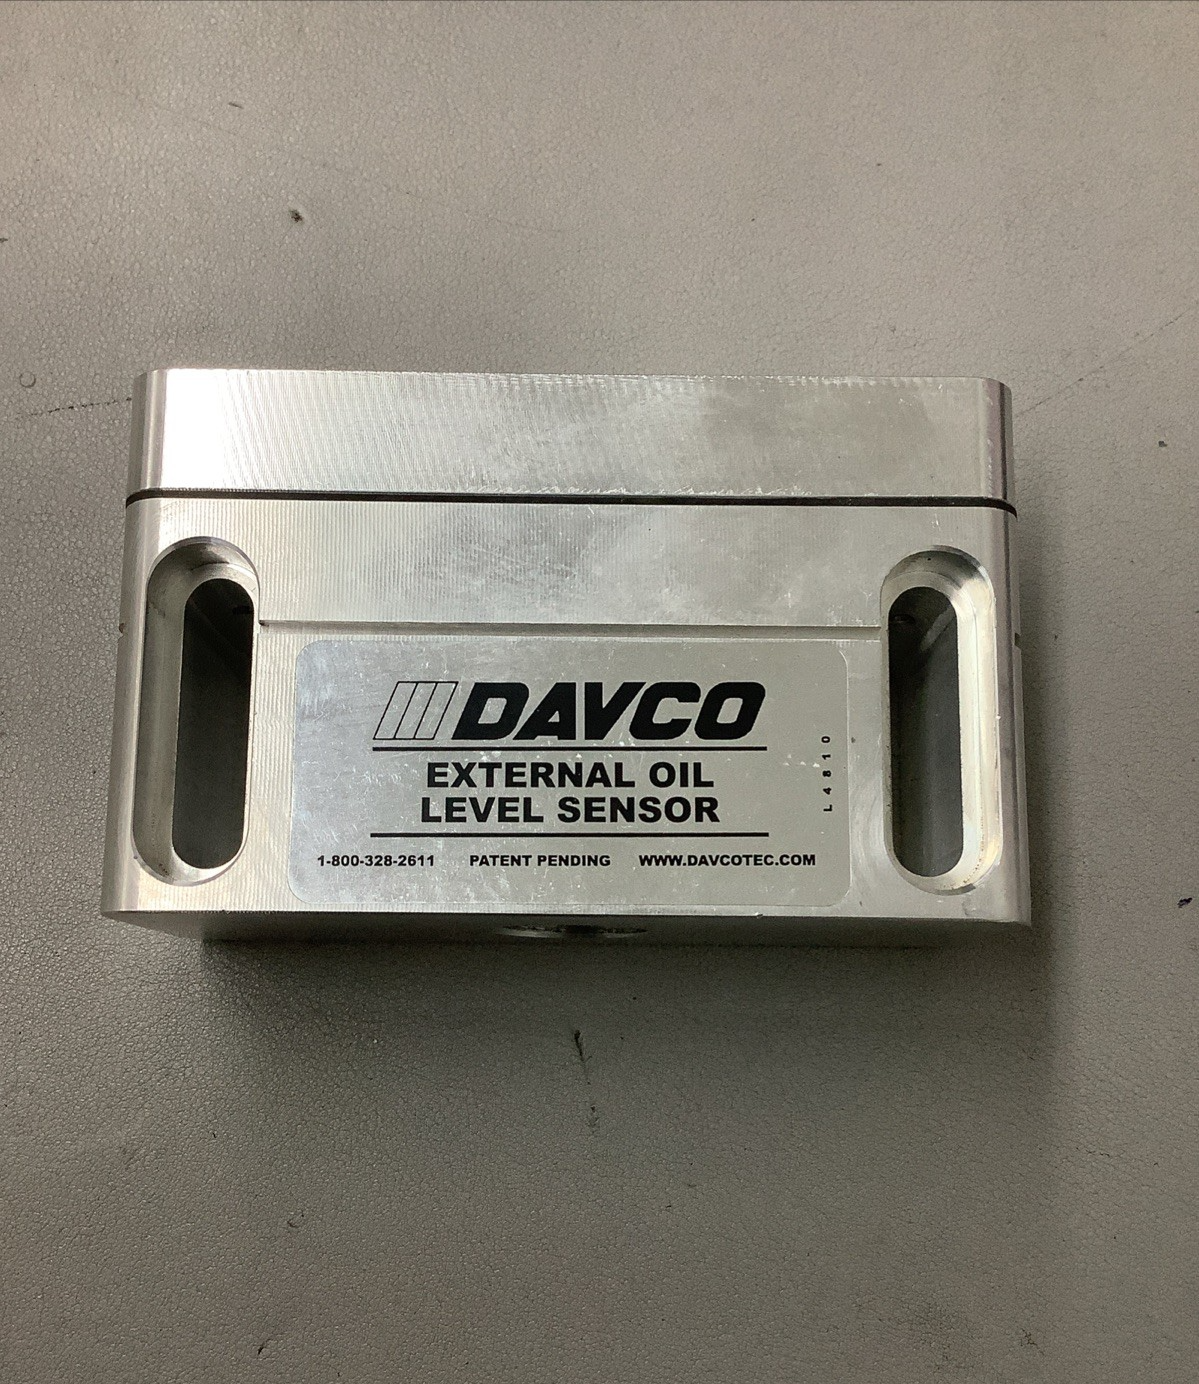 DAVCO
EXTERNAL OIL
LEVEL SENSOR
1-800-328-2611 PATENT PENDING WWW.DAVCOTEC.COM
L4810